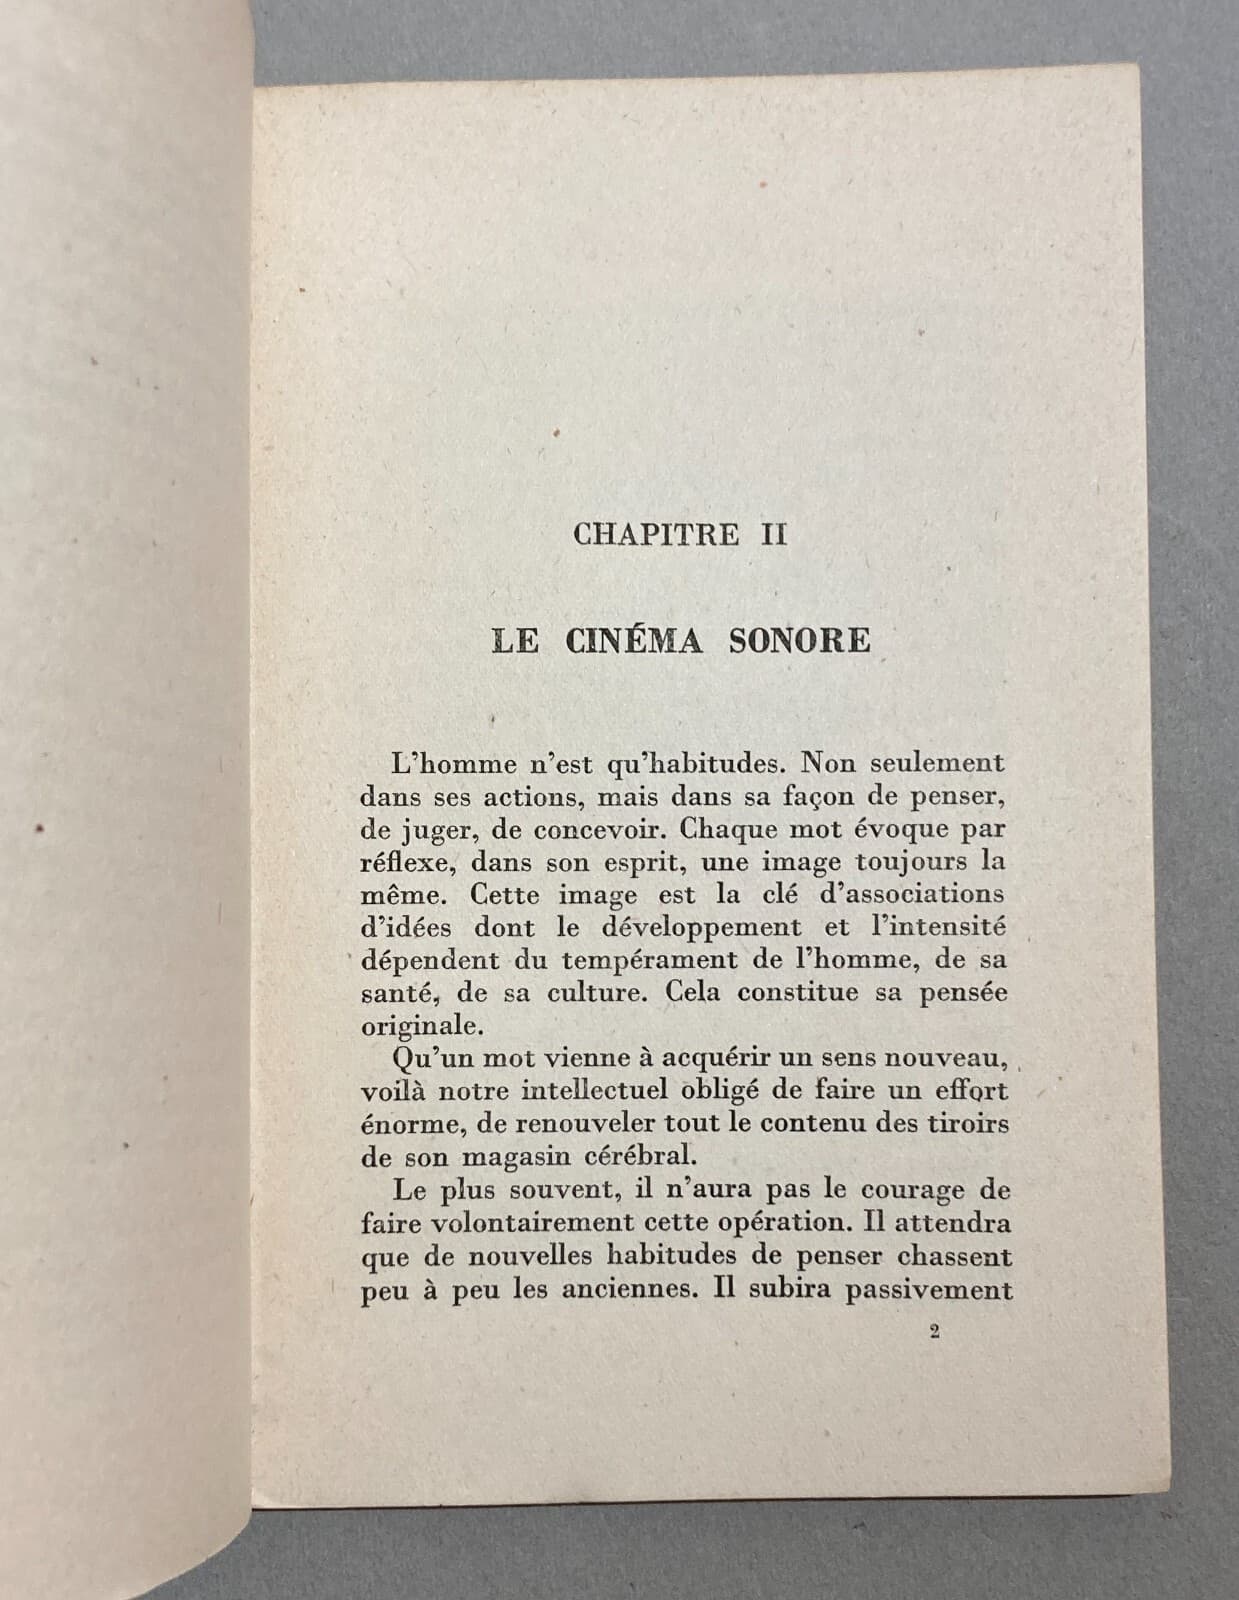 CHAPITRE II
LE CINÉMA SONORE
L'homme n'est qu'habitudes. Non seulement
dans ses actions, mais dans sa façon de penser,
de juger, de concevoir. Chaque mot évoque par
réflexe, dans son esprit, une image toujours la
même. Cette image est la clé d'associations
d'idées dont le développement et l'intensité
dépendent du tempérament de l'homme, de sa
santé, de sa culture. Cela constitue sa pensée
originale.
Qu'un mot vienne à acquérir un sens nouveau,
voilà notre intellectuel obligé de faire un effort
énorme, de renouveler tout le contenu des tiroirs
de son magasin cérébral.
Le plus souvent, il n'aura pas le courage de
faire volontairement cette opération. Il attendra
que de nouvelles habitudes de penser chassent
peu à peu les anciennes. Il subira passivement
2